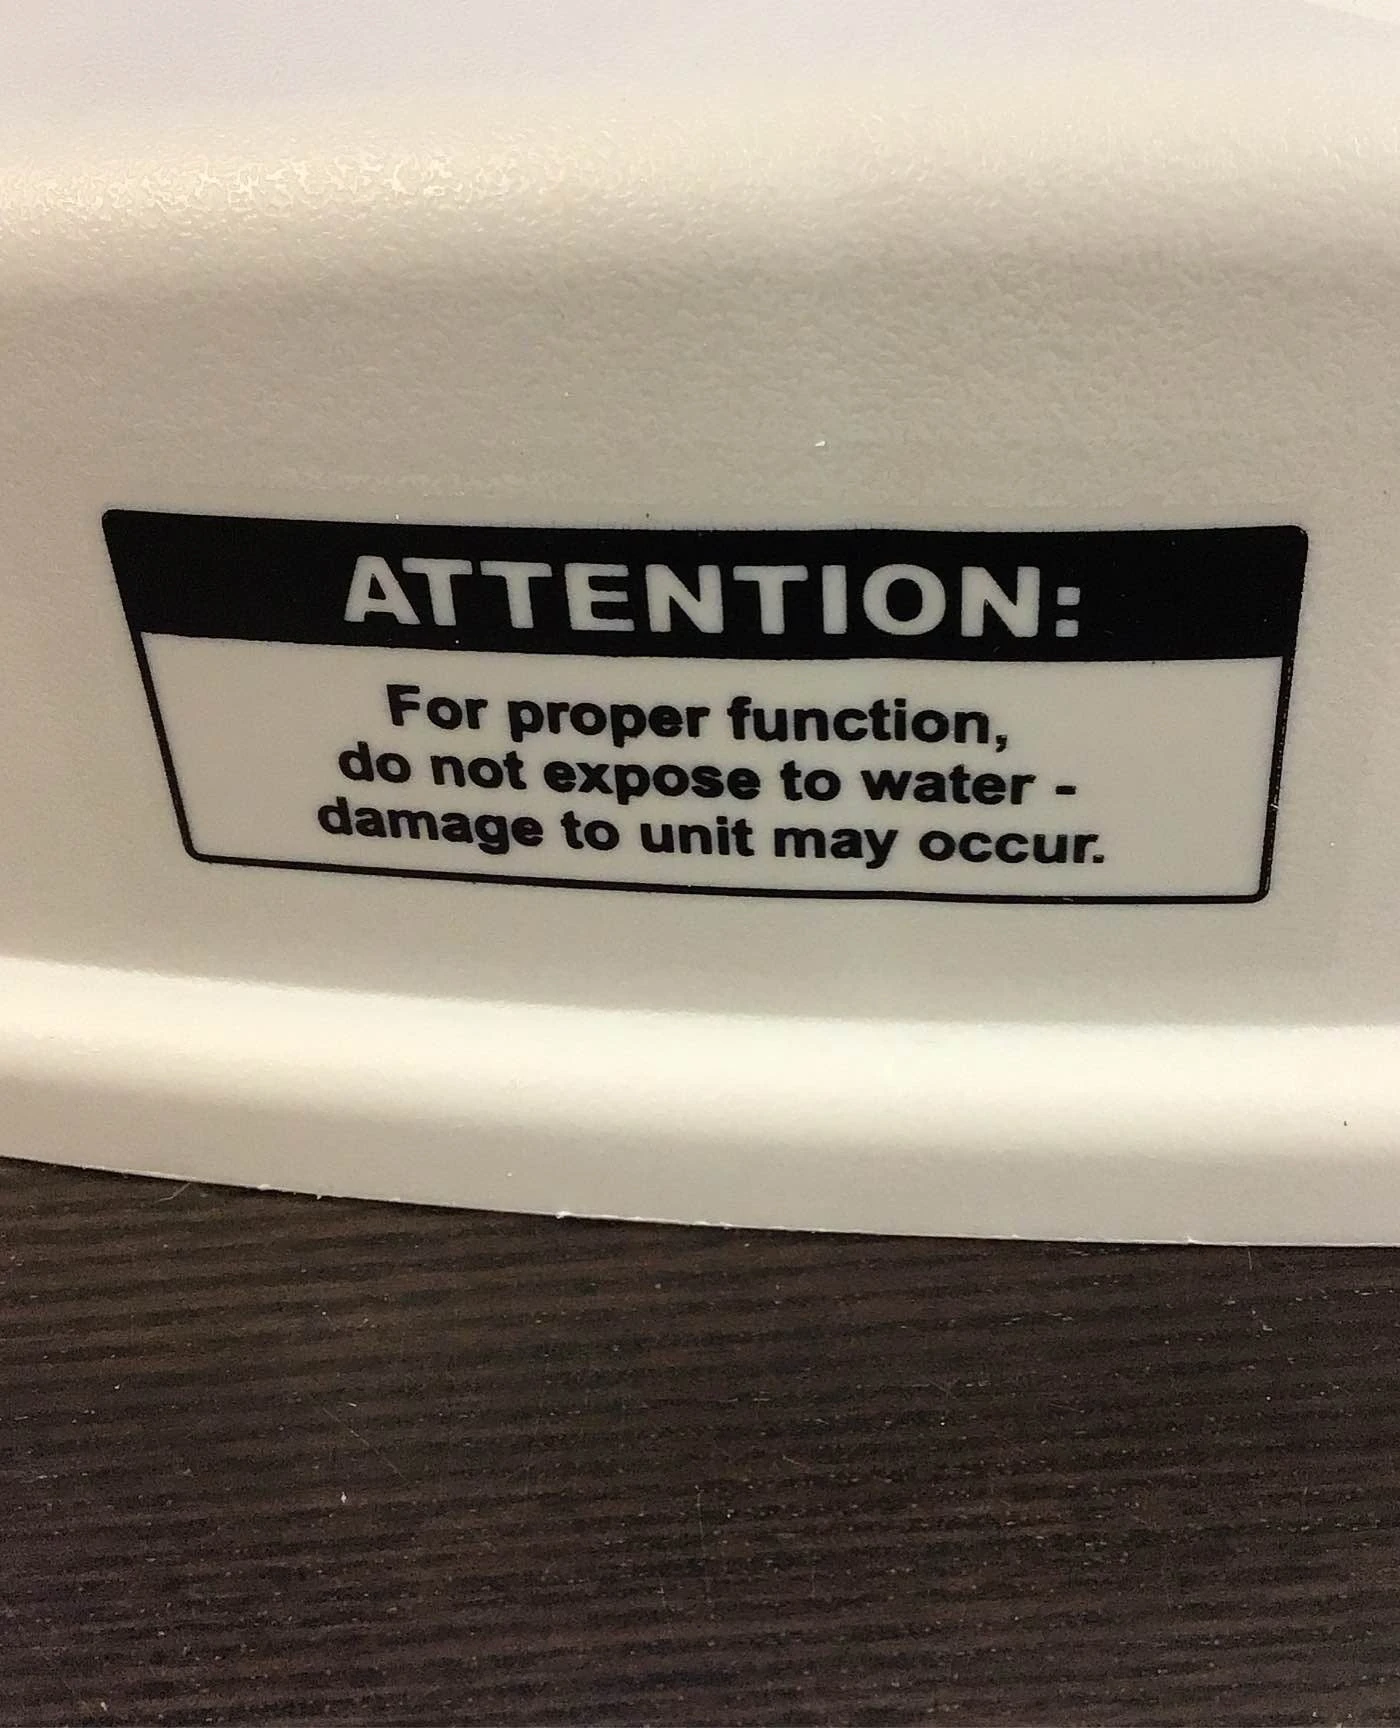 ATTENTION:
For proper function,
do not expose to water -
damage to unit may occur.